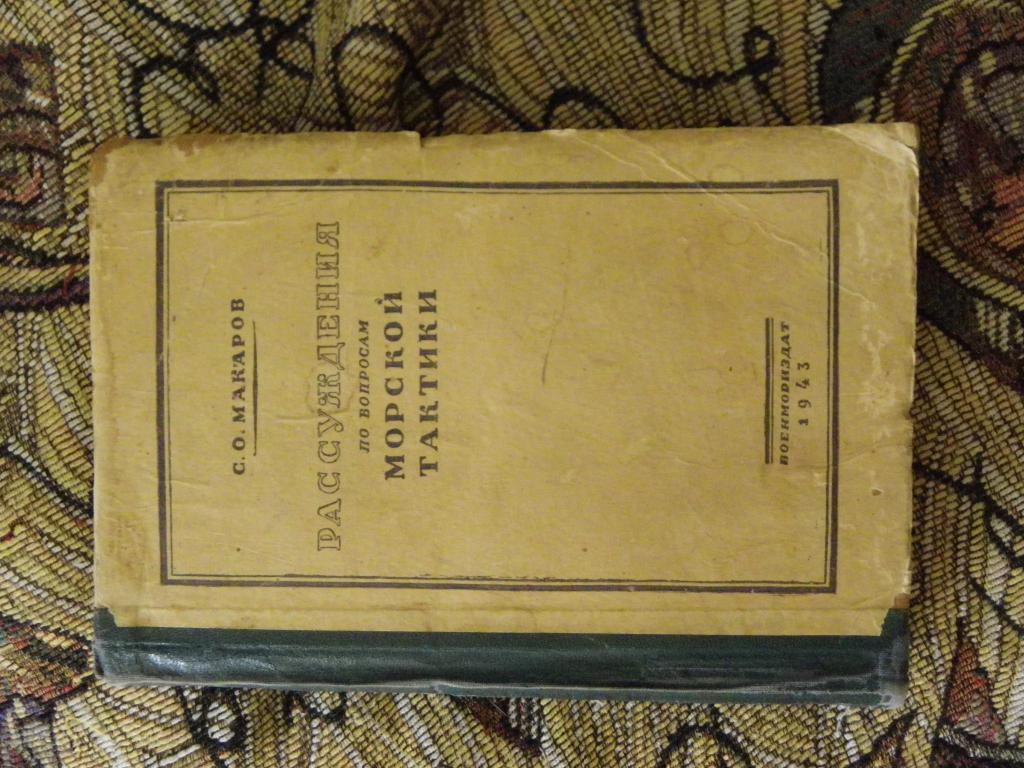 С. О. МАКАРОВ
РАССУЖДЕНИЯ
ПО ВОПРОСАМ
МОРСКОЙ
ТАКТИКИ
ВОЕНМОРИЗДАТ
1943